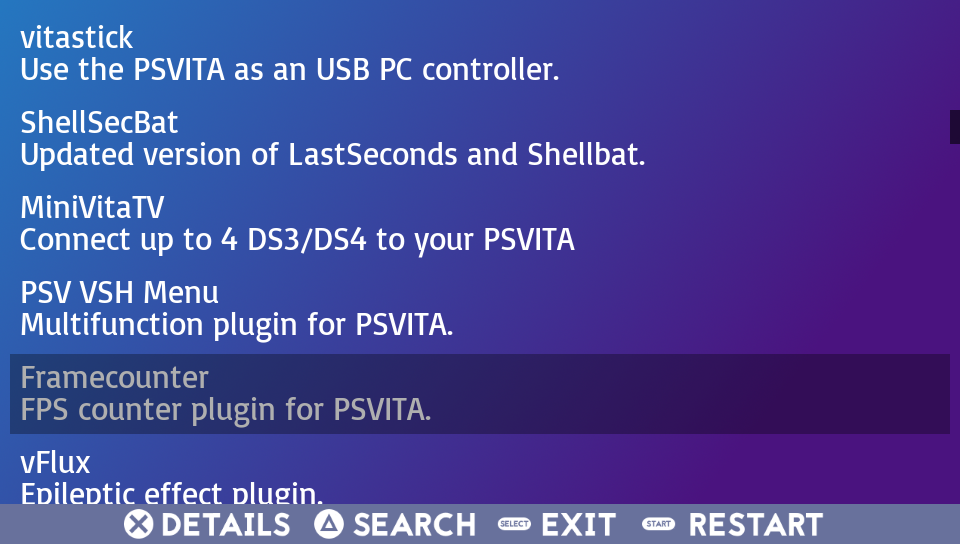 vitastick
Use the PSVITA as an USB PC controller.
ShellSecBat
Updated version of LastSeconds and Shellbat.
MiniVitaTV
Connect up to 4 DS3/DS4 to your PSVITA
PSV VSH Menu
Multifunction plugin for PSVITA.
Framecounter
FPS counter plugin for PSVITA.
vFlux
Epileptic effect plugin.
DETAILS SEARCH SELECT EXIT START RESTART